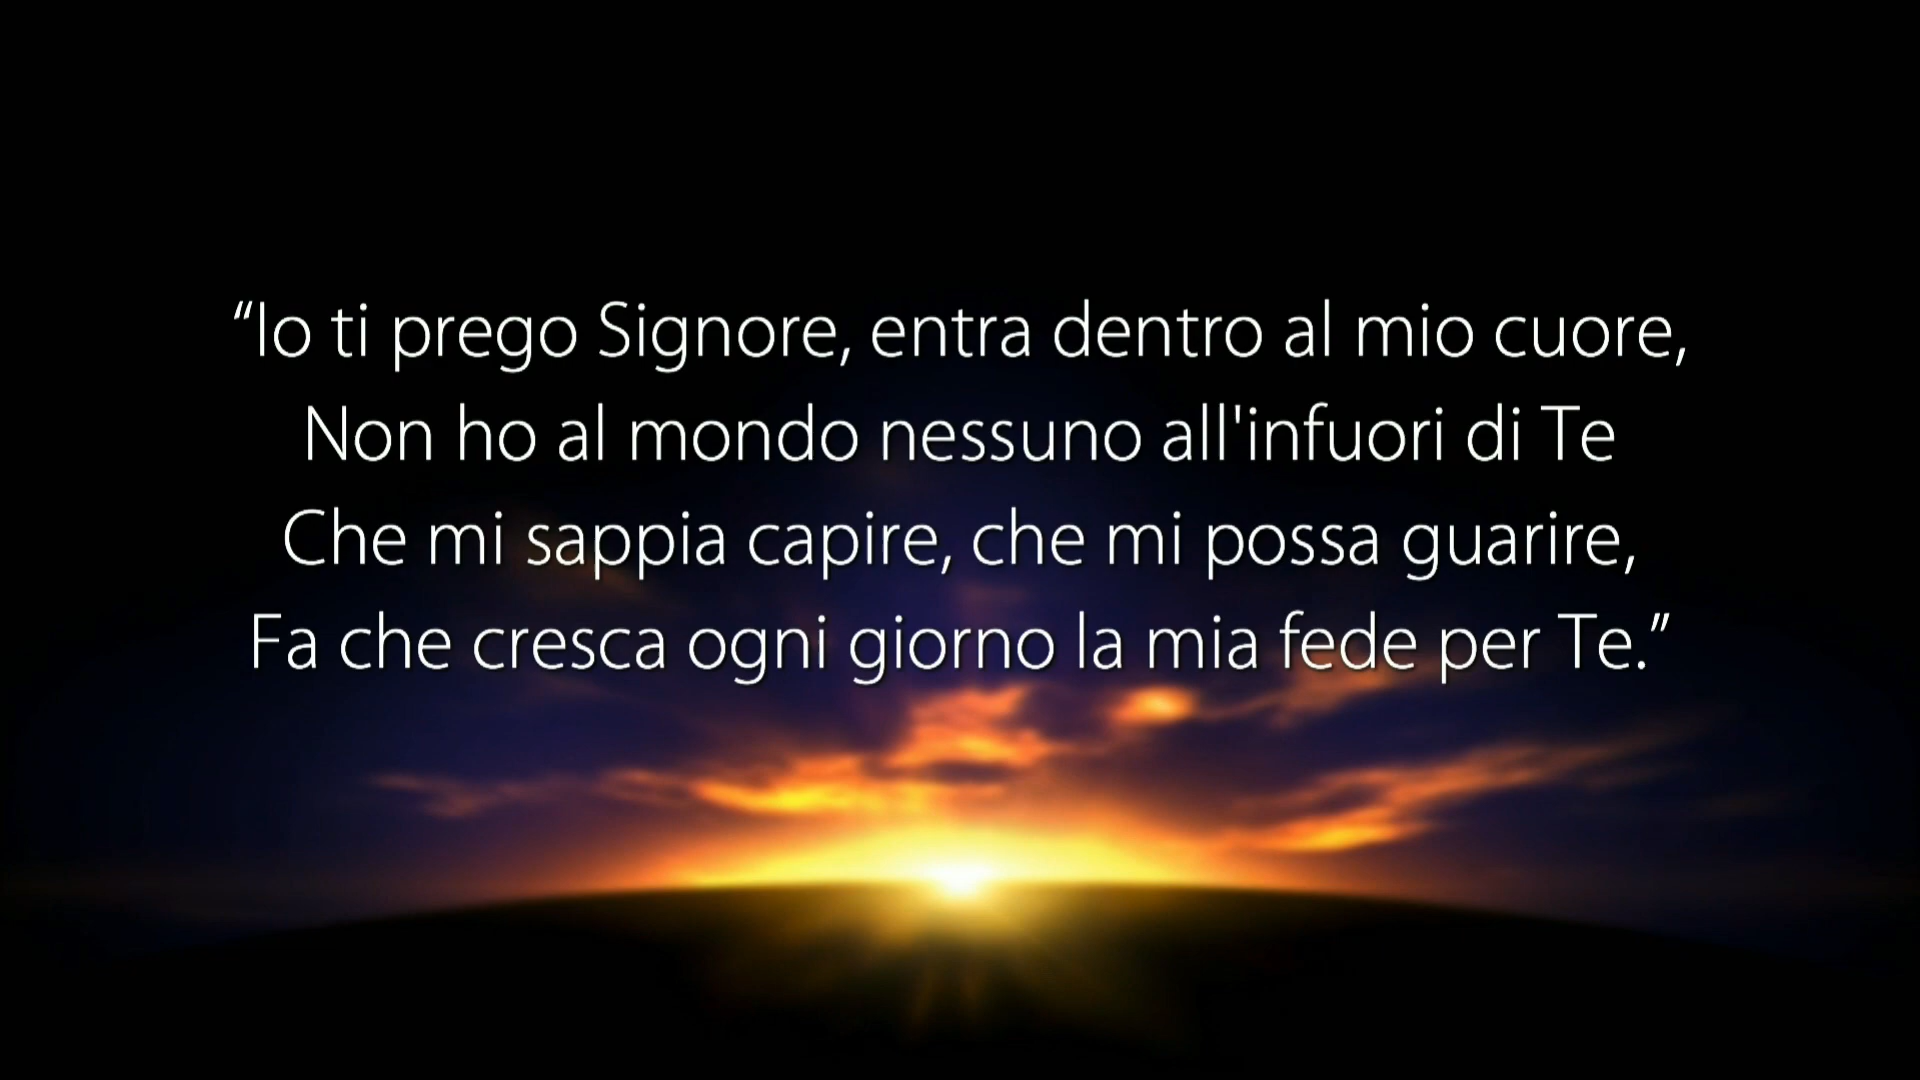 “Io ti prego Signore, entra dentro al mio cuore,
Non ho al mondo nessuno all'infuori di Te
Che mi sappia capire, che mi possa guarire,
Fa che cresca ogni giorno la mia fede per Te.”